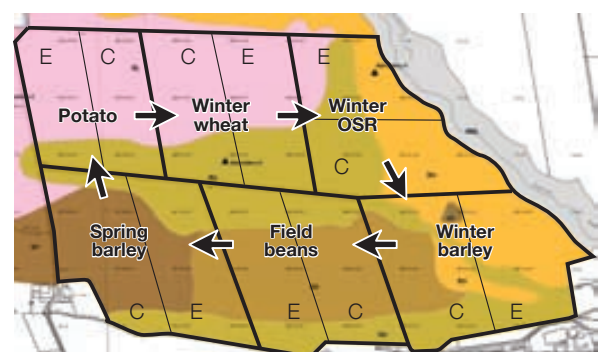 E C C E E
Potato
Winter
wheat
Winter
OSR
C
Spring
barley
Field
beans
Winter
barley
C E E C C E